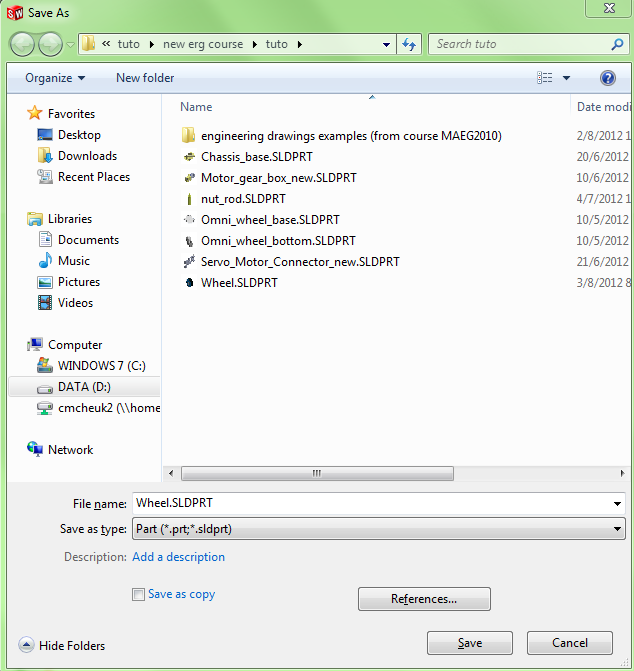 Save As
« tuto new erg course tuto
Search tuto
Organize New folder
Name Date modi
Favorites
Desktop
Downloads
Recent Places
Libraries
Documents
Music
Pictures
Videos
Computer
WINDOWS 7 (C:)
DATA (D:)
cmcheuk2 (\\home
Network
engineering drawings examples (from course MAEG2010) 2/8/2012 1
Chassis_base.SLDPRT 20/6/2012
Motor_gear_box_new.SLDPRT 10/6/2012
nut_rod.SLDPRT 4/7/2012 1
Omni_wheel_base.SLDPRT 10/5/2012
Omni_wheel_bottom.SLDPRT 10/5/2012
Servo_Motor_Connector_new.SLDPRT 21/6/2012
Wheel.SLDPRT 3/8/2012 8
File name: Wheel.SLDPRT
Save as type: Part (*.prt;*.sldprt)
Description: Add a description
Save as copy
References...
Hide Folders
Save Cancel